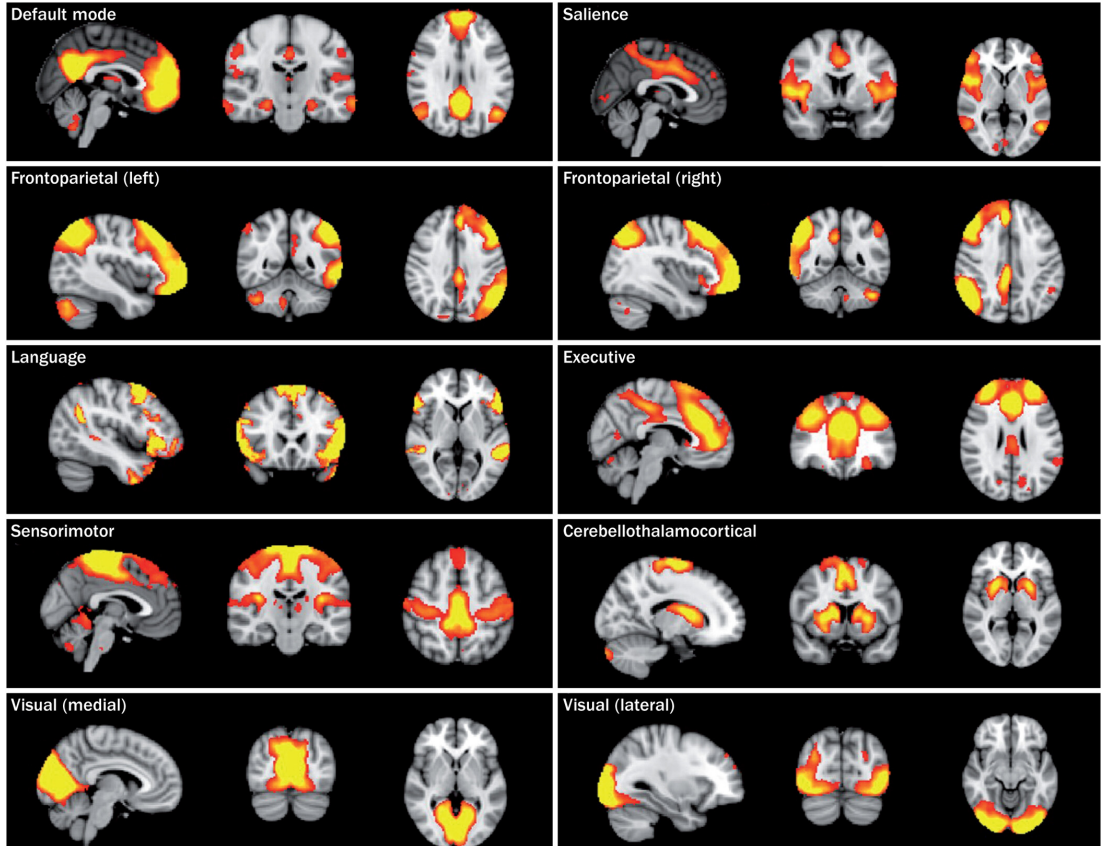 Default mode
Salience
Frontoparietal (left)
Frontoparietal (right)
Language
Executive
Sensorimotor
Cerebellothalamocortical
Visual (medial)
Visual (lateral)